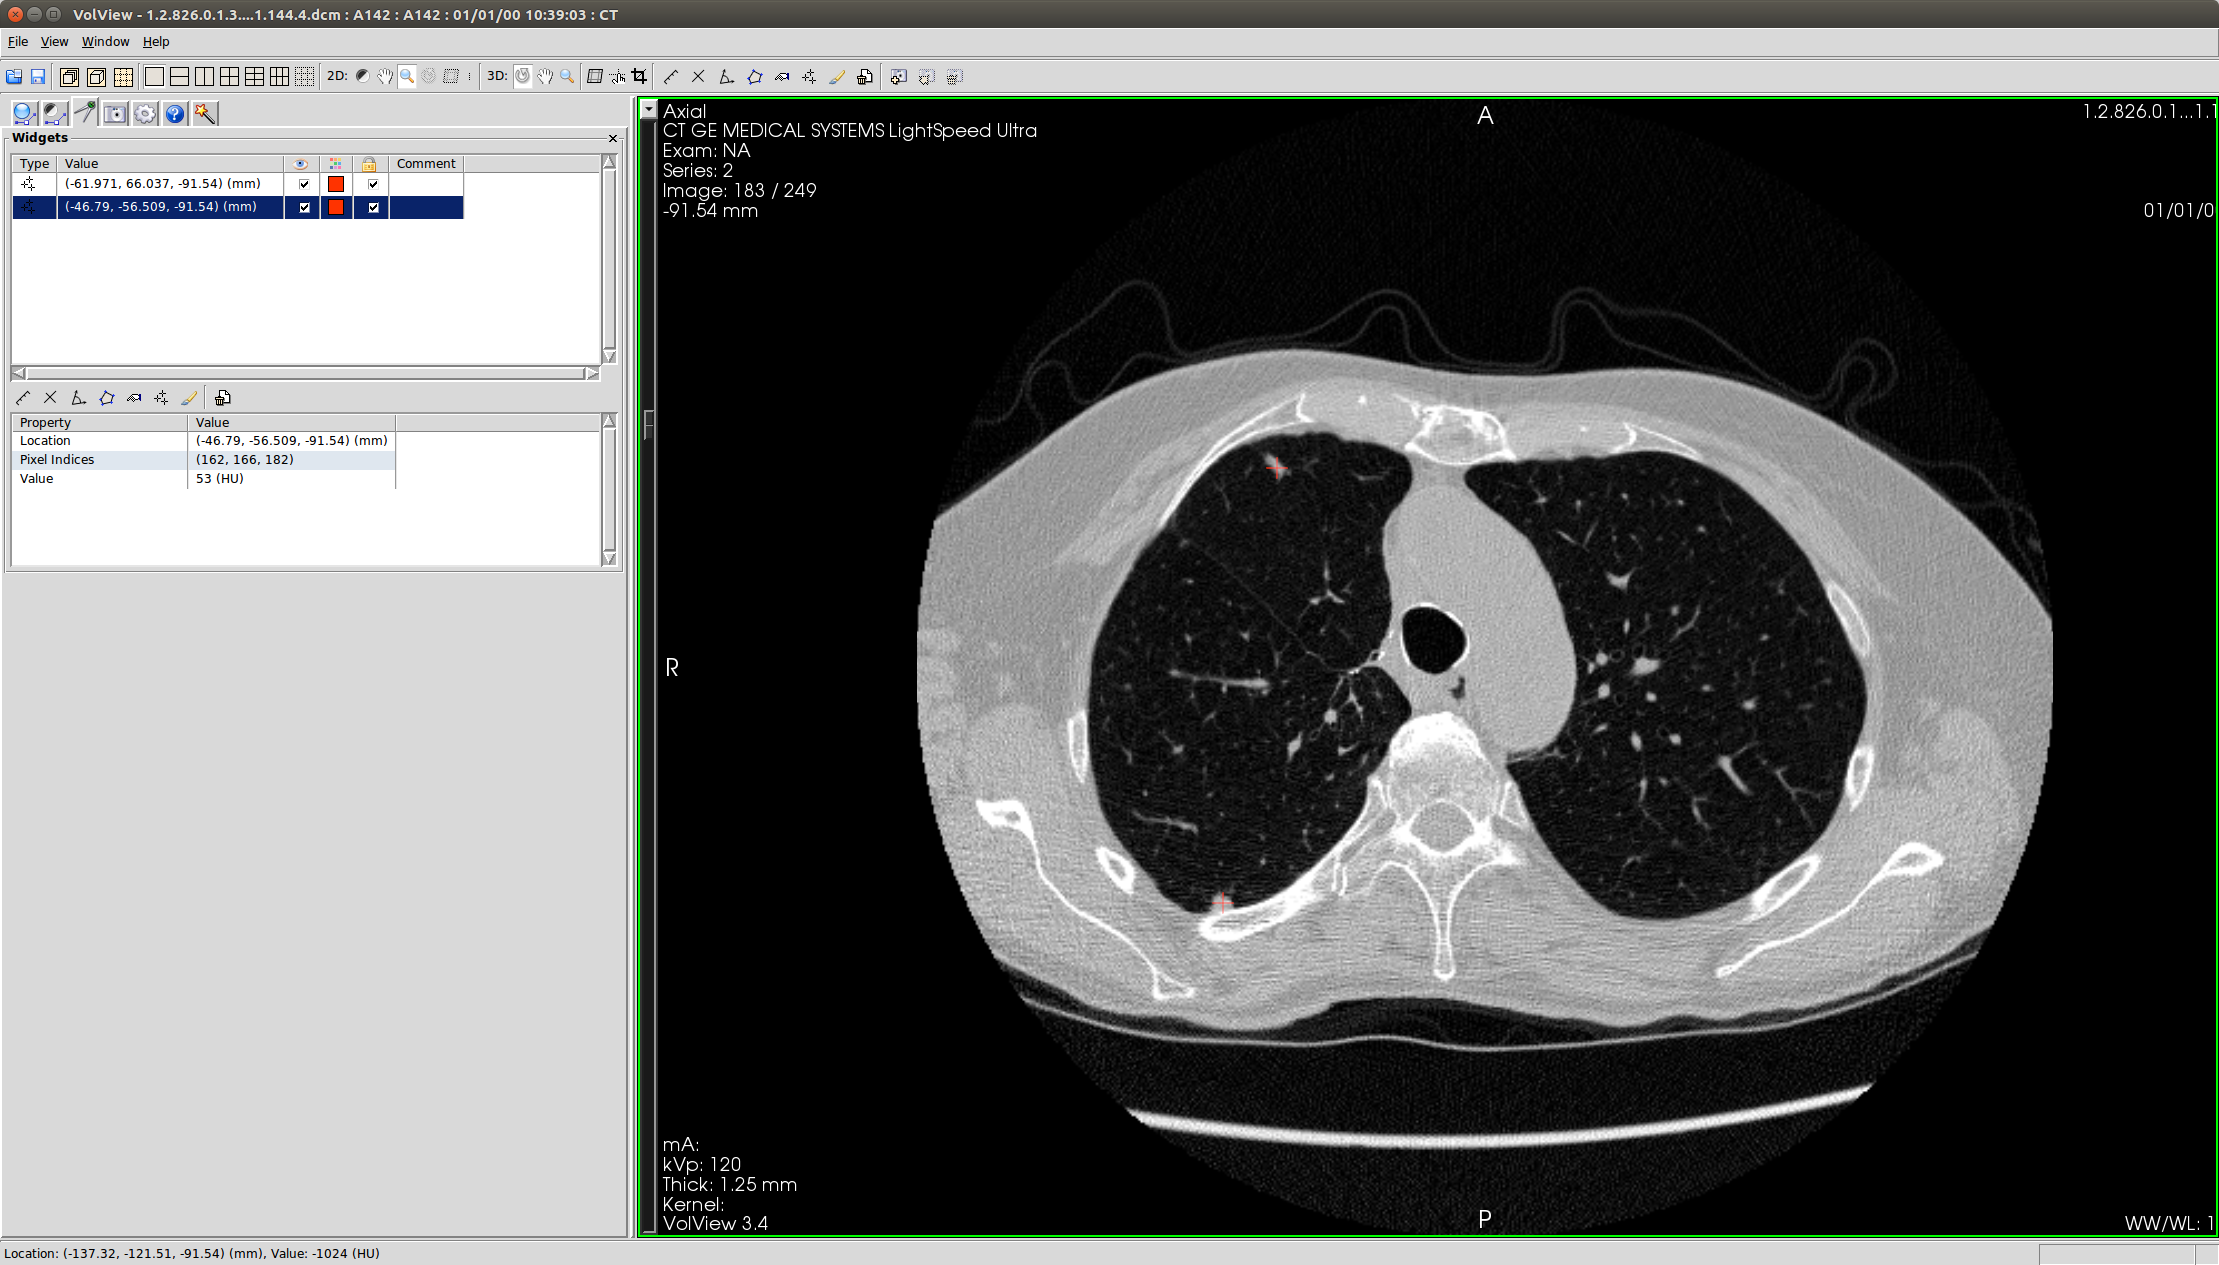 VolView - 1.2.826.0.1.3....1.144.4.dcm : A142 : A142 : 01/01/00 10:39:03 : CT
File View Window Help
2D: 3D:
Widgets
Type Value Comment
(-61.971, 66.037, -91.54) (mm)
(-46.79, -56.509, -91.54) (mm)
Property Value
Location (-46.79, -56.509, -91.54) (mm)
Pixel Indices (162, 166, 182)
Value 53 (HU)
Axial
CT GE MEDICAL SYSTEMS LightSpeed Ultra
Exam: NA
Series: 2
Image: 183 / 249
-91.54 mm
A
1.2.826.0.1...1.1
01/01/0
R
mA:
kVp: 120
Thick: 1.25 mm
Kernel:
VolView 3.4
P
WW/WL: 1
Location: (-137.32, -121.51, -91.54) (mm), Value: -1024 (HU)